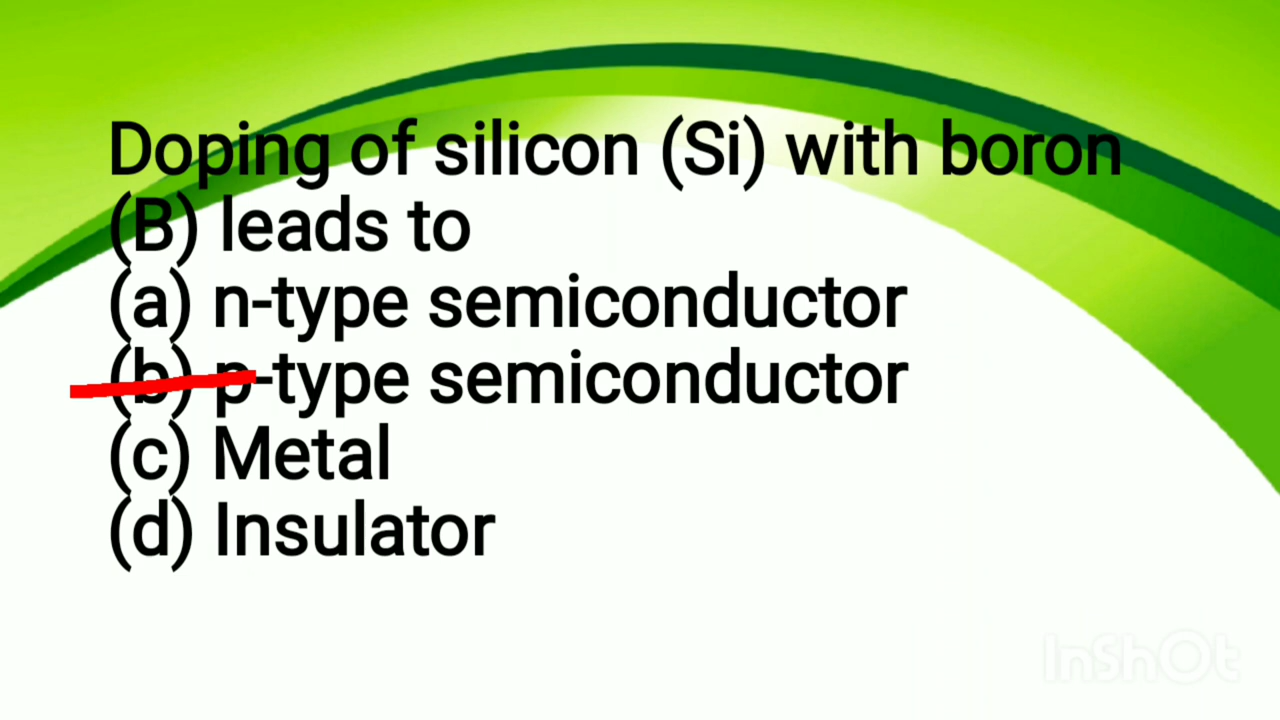 Doping of silicon (Si) with boron
(B) leads to
(a) n-type semiconductor
(b) p-type semiconductor
(c) Metal
(d) Insulator
InShOt